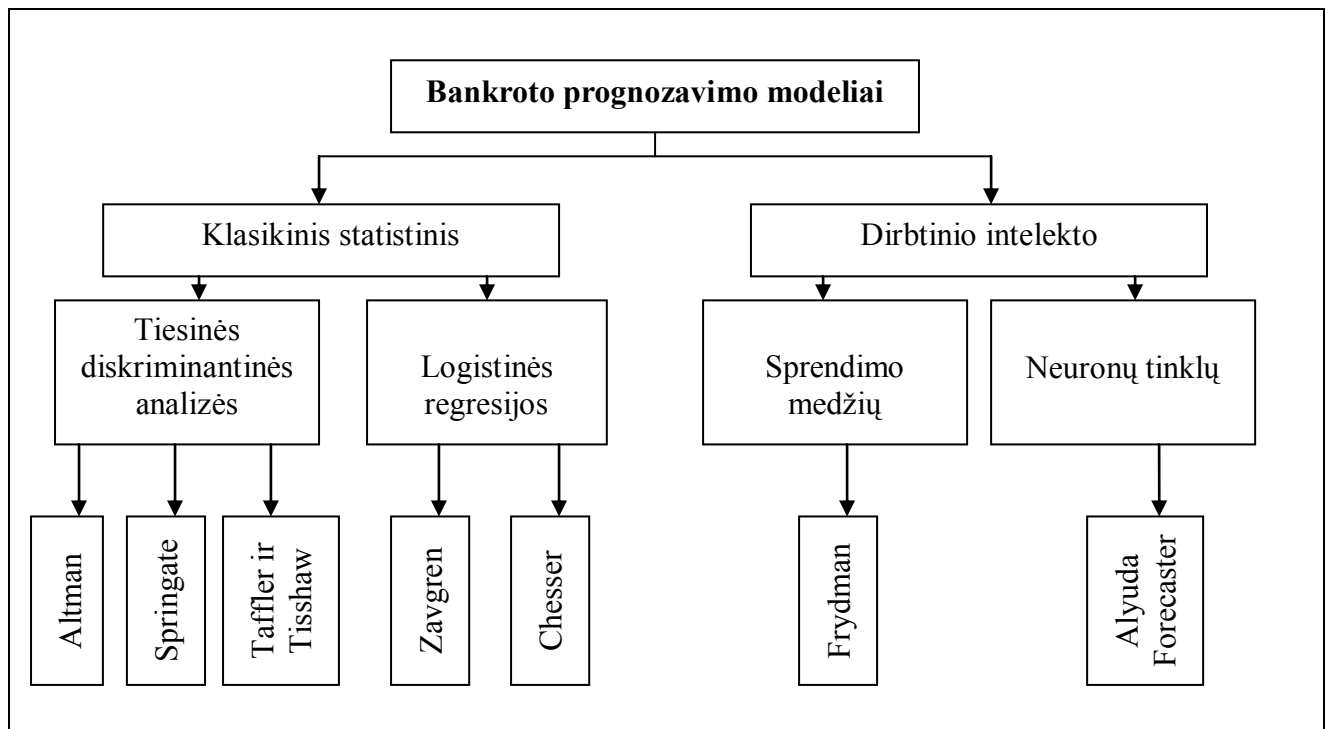 Bankroto prognozavimo modeliai
Klasikinis statistinis
Dirbtinio intelekto
Tiesinės
diskriminantinės
analizės
Logistinės
regresijos
Sprendimo
medžių
Neuronų tinklų
Altman
Springate
Taffler ir
Tisshaw
Zavgren
Chesser
Frydman
Alyuda
Forecaster